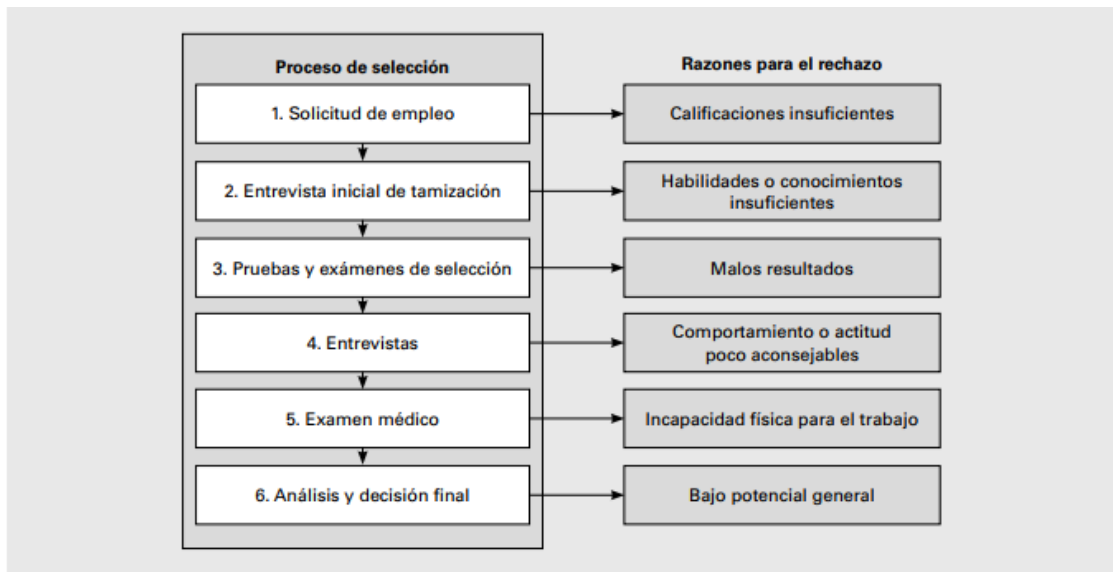 Proceso de selección
Razones para el rechazo
1. Solicitud de empleo
Calificaciones insuficientes
2. Entrevista inicial de tamización
Habilidades o conocimientos
insuficientes
3. Pruebas y exámenes de selección
Malos resultados
4. Entrevistas
Comportamiento o actitud
poco aconsejables
5. Examen médico
Incapacidad física para el trabajo
6. Análisis y decisión final
Bajo potencial general